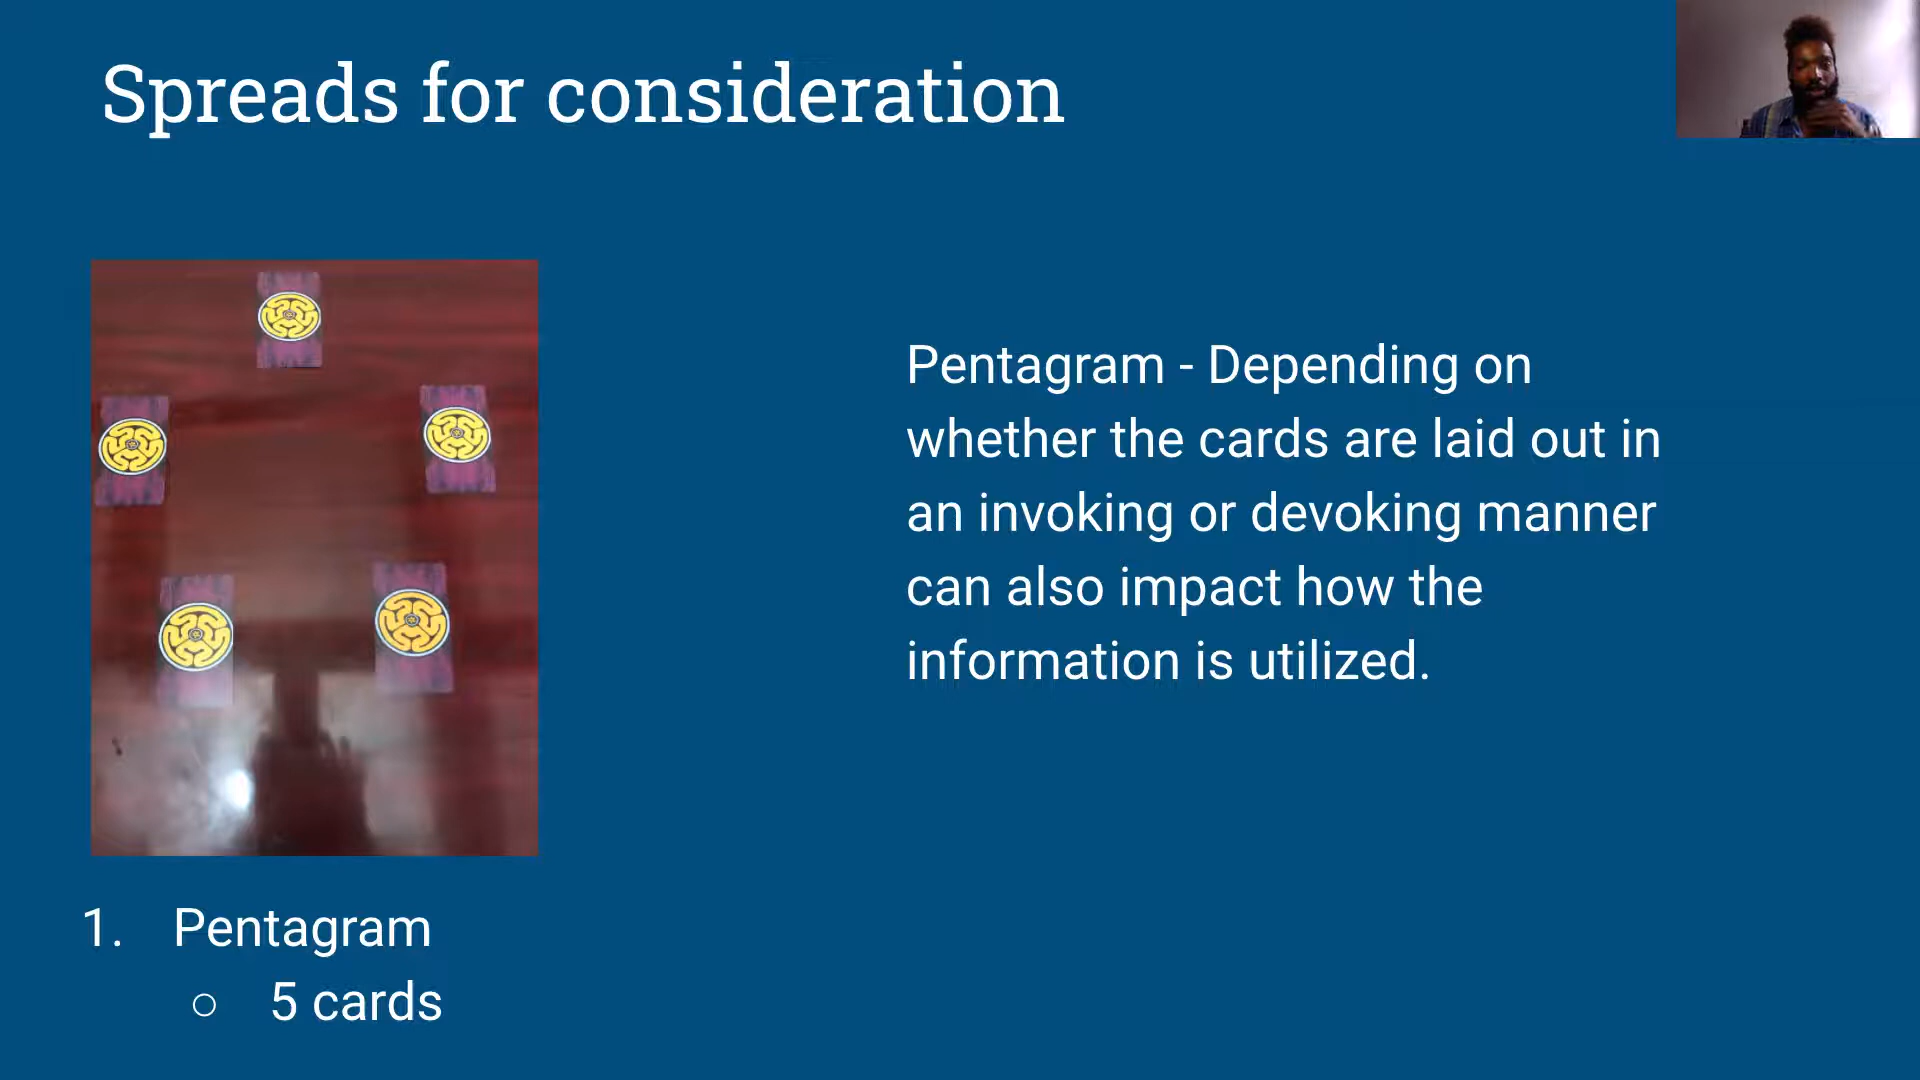 Spreads for consideration
Pentagram - Depending on
whether the cards are laid out in
an invoking or devoking manner
can also impact how the
information is utilized.
1. Pentagram
○ 5 cards